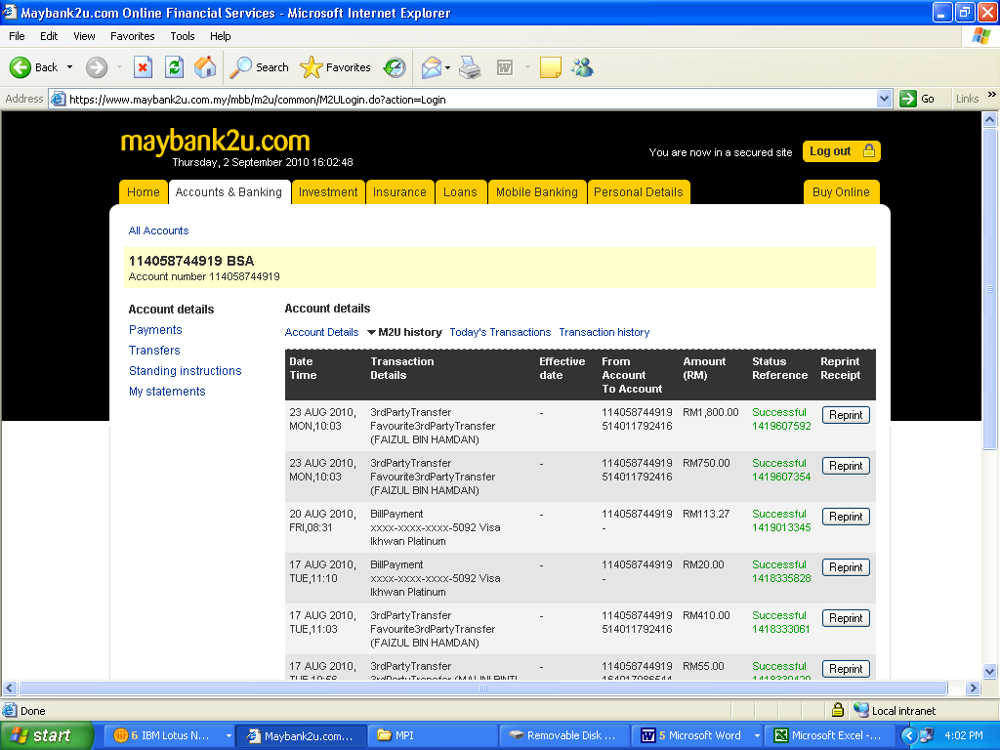 Maybank2u.com Online Financial Services - Microsoft Internet Explorer
File Edit View Favorites Tools Help
Back Search Favorites
Address https://www.maybank2u.com.my/mbb/m2u/common/M2ULogin.do?action=Login Go Links »
maybank2u.com
Thursday, 2 September 2010 16:02:48
You are now in a secured site Log out
Home Accounts & Banking Investment Insurance Loans Mobile Banking Personal Details Buy Online
All Accounts
114058744919 BSA
Account number 114058744919
Account details
Payments
Transfers
Standing instructions
My statements
Account details
Account Details M2U history Today's Transactions Transaction history
Date Transaction Effective From Amount Status Reprint
Time Details date Account (RM) Reference Receipt
To Account
23 AUG 2010, 3rdPartyTransfer - 114058744919 RM1,800.00 Successful Reprint
MON,10:03 Favourite3rdPartyTransfer 514011792416 1419607592
(FAIZUL BIN HAMDAN)
23 AUG 2010, 3rdPartyTransfer - 114058744919 RM750.00 Successful Reprint
MON,10:03 Favourite3rdPartyTransfer 514011792416 1419607354
(FAIZUL BIN HAMDAN)
20 AUG 2010, BillPayment - 114058744919 RM113.27 Successful Reprint
FRI,08:31 xxxx-xxxx-xxxx-5092 Visa - 1419013345
Ikhwan Platinum
17 AUG 2010, BillPayment - 114058744919 RM20.00 Successful Reprint
TUE,11:10 xxxx-xxxx-xxxx-5092 Visa - 1418335828
Ikhwan Platinum
17 AUG 2010, 3rdPartyTransfer - 114058744919 RM410.00 Successful Reprint
TUE,11:03 Favourite3rdPartyTransfer 514011792416 1418333061
(FAIZUL BIN HAMDAN)
17 AUG 2010, 3rdPartyTransfer - 114058744919 RM55.00 Successful Reprint
Done Local intranet
start 6 IBM Lotus N... Maybank2u.com... MPI Removable Disk ... 5 Microsoft Word Microsoft Excel -... 4:02 PM